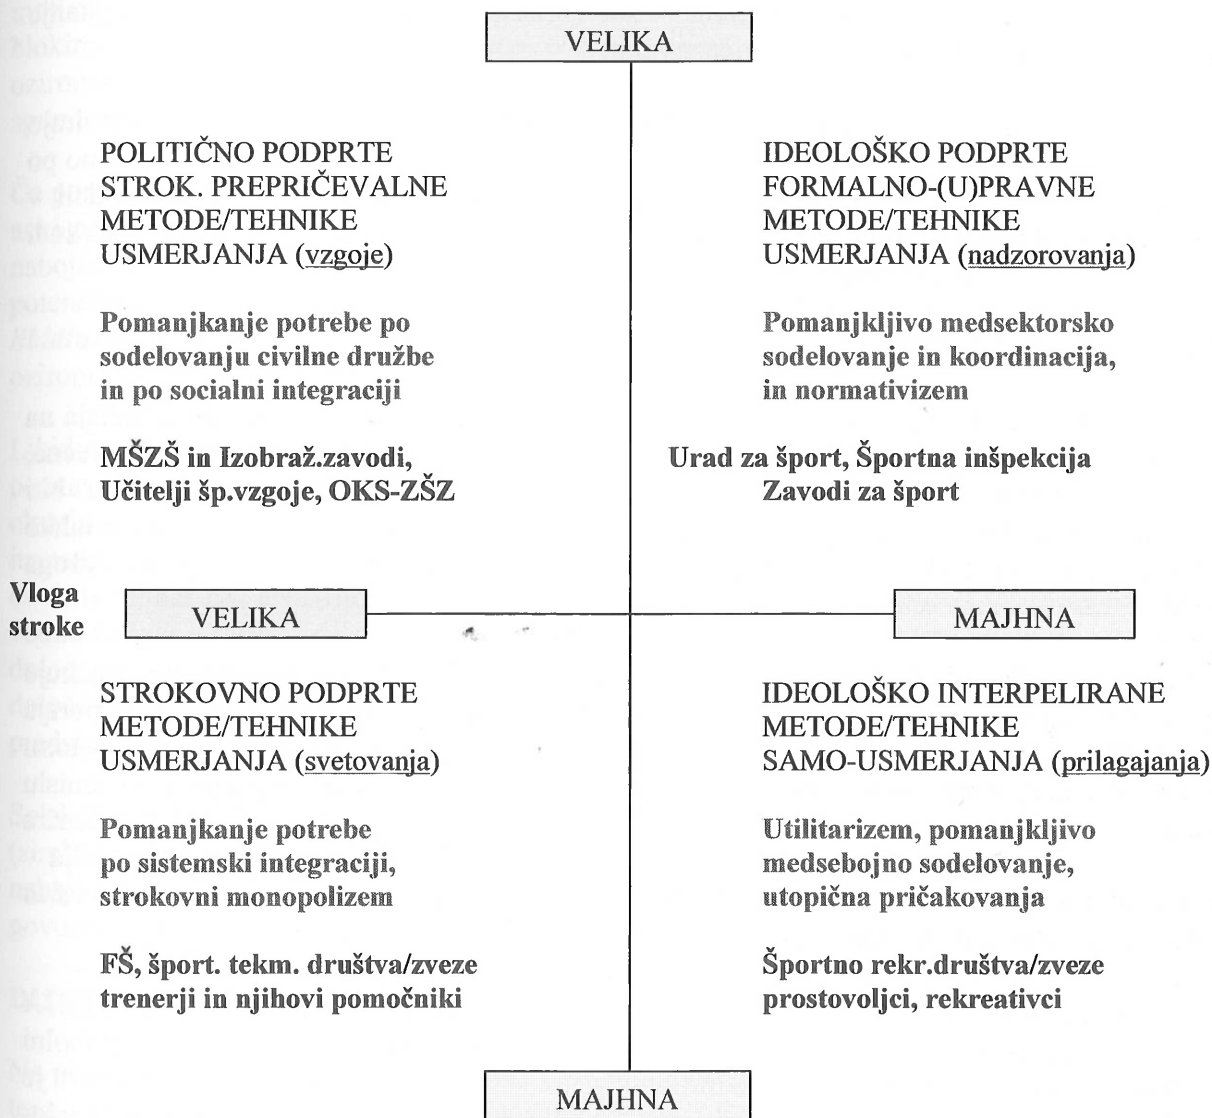 VELIKA
POLITIČNO PODPRTE
STROK. PREPRIČEVALNE
METODE/TEHNIKE
USMERJANJA (vzgoje)
Pomanjkanje potrebe po
sodelovanju civilne družbe
in po socialni integraciji
MŠZŠ in Izobraž.zavodi,
Učitelji šp.vzgoje, OKS-ZŠZ
IDEOLOŠKO PODPRTE
FORMALNO-(U)PRAVNE
METODE/TEHNIKE
USMERJANJA (nadzorovanja)
Pomanjkljivo medsektorsko
sodelovanje in koordinacija,
in normativizem
Urad za šport, Športna inšpekcija
Zavodi za šport
Vloga
stroke
VELIKA
MAJHNA
STROKOVNO PODPRTE
METODE/TEHNIKE
USMERJANJA (svetovanja)
Pomanjkanje potrebe
po sistemski integraciji,
strokovni monopolizem
FŠ, šport. tekm. društva/zveze
trenerji in njihovi pomočniki
IDEOLOŠKO INTERPELIRANE
METODE/TEHNIKE
SAMO-USMERJANJA (prilagajanja)
Utilitarizem, pomanjkljivo
medsebojno sodelovanje,
utopična pričakovanja
Športno rekr.društva/zveze
prostovoljci, rekreativci
MAJHNA